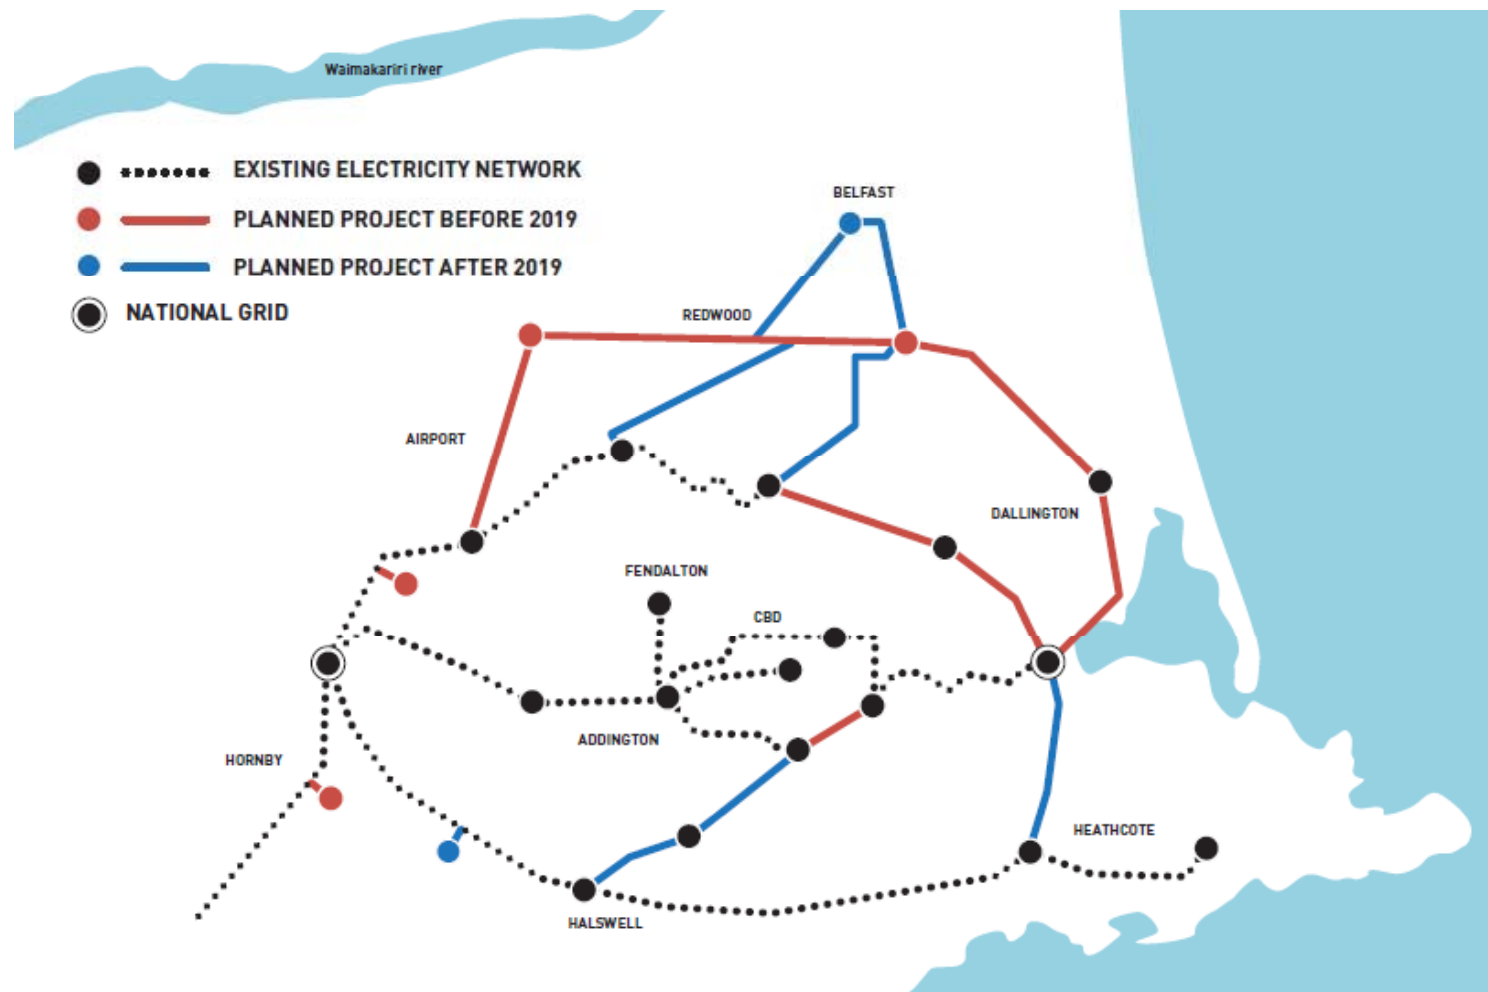 Waimakariri river
EXISTING ELECTRICITY NETWORK
PLANNED PROJECT BEFORE 2019
PLANNED PROJECT AFTER 2019
NATIONAL GRID
BELFAST
REDWOOD
AIRPORT
DALLINGTON
FENDALTON
CBD
ADDINGTON
HORNBY
HEATHCOTE
HALSWELL